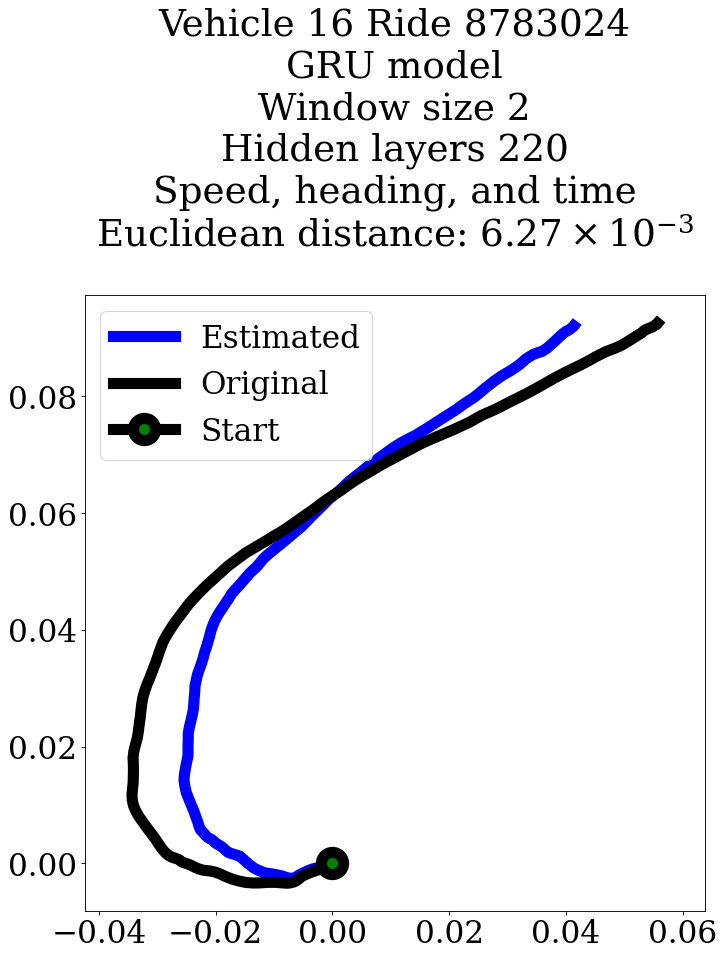 Vehicle 16 Ride 8783024
GRU model
Window size 2
Hidden layers 220
Speed, heading, and time
Euclidean distance: 6.27 × 10⁻³
Estimated
Original
Start
0.08
0.06
0.04
0.02
0.00
−0.04 −0.02 0.00 0.02 0.04 0.06